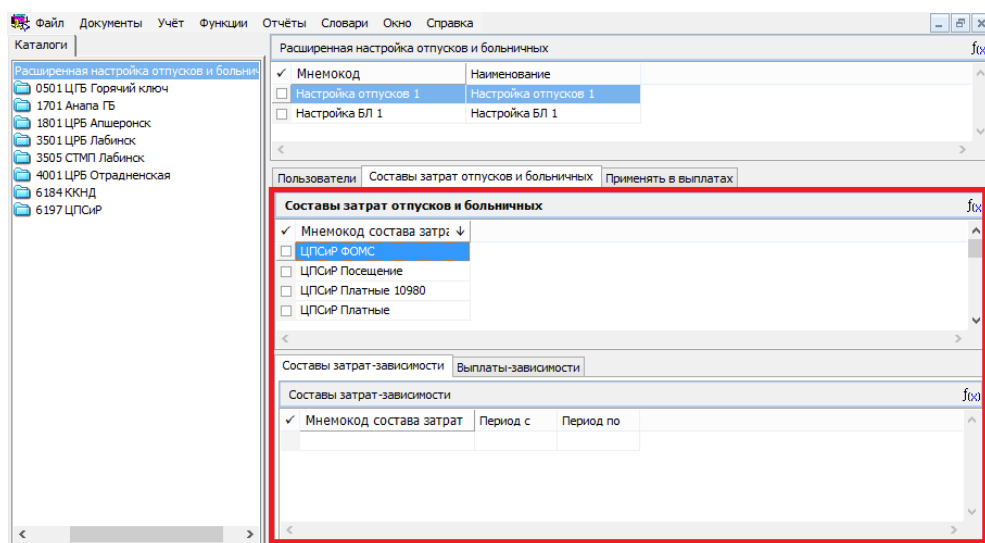 Файл Документы Учёт Функции Отчёты Словари Окно Справка
Каталоги
Расширенная настройка отпусков и больнич
0501 ЦГБ Горячий ключ
1701 Анапа ГБ
1801 ЦРБ Апшеронск
3501 ЦРБ Лабинск
3505 СТМП Лабинск
4001 ЦРБ Отрадненская
6184 ККНД
6197 ЦПСиР
Расширенная настройка отпусков и больничных f(x)
✓ Мнемокод Наименование
Настройка отпусков 1 Настройка отпусков 1
Настройка БЛ 1 Настройка БЛ 1
Пользователи Составы затрат отпусков и больничных Применять в выплатах
Составы затрат отпусков и больничных f(x)
✓ Мнемокод состава затра ↓
ЦПСиР ФОМС
ЦПСиР Посещение
ЦПСиР Платные 10980
ЦПСиР Платные
Составы затрат-зависимости Выплаты-зависимости
Составы затрат-зависимости f(x)
✓ Мнемокод состава затрат Период с Период по